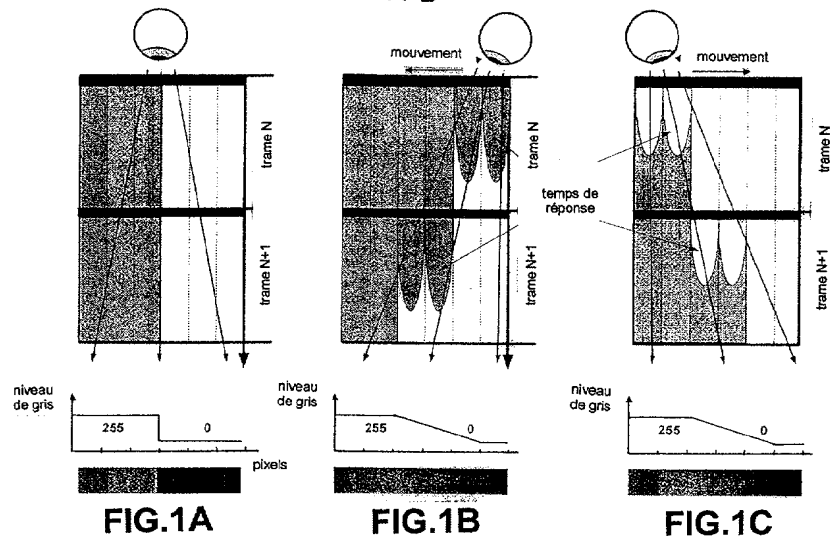 mouvement
mouvement
trame N
trame N+1
trame N
trame N+1
temps de
réponse
trame N
trame N+1
niveau
de gris
255
0
pixels
niveau
de gris
255
0
niveau
de gris
255
0
FIG.1A
FIG.1B
FIG.1C